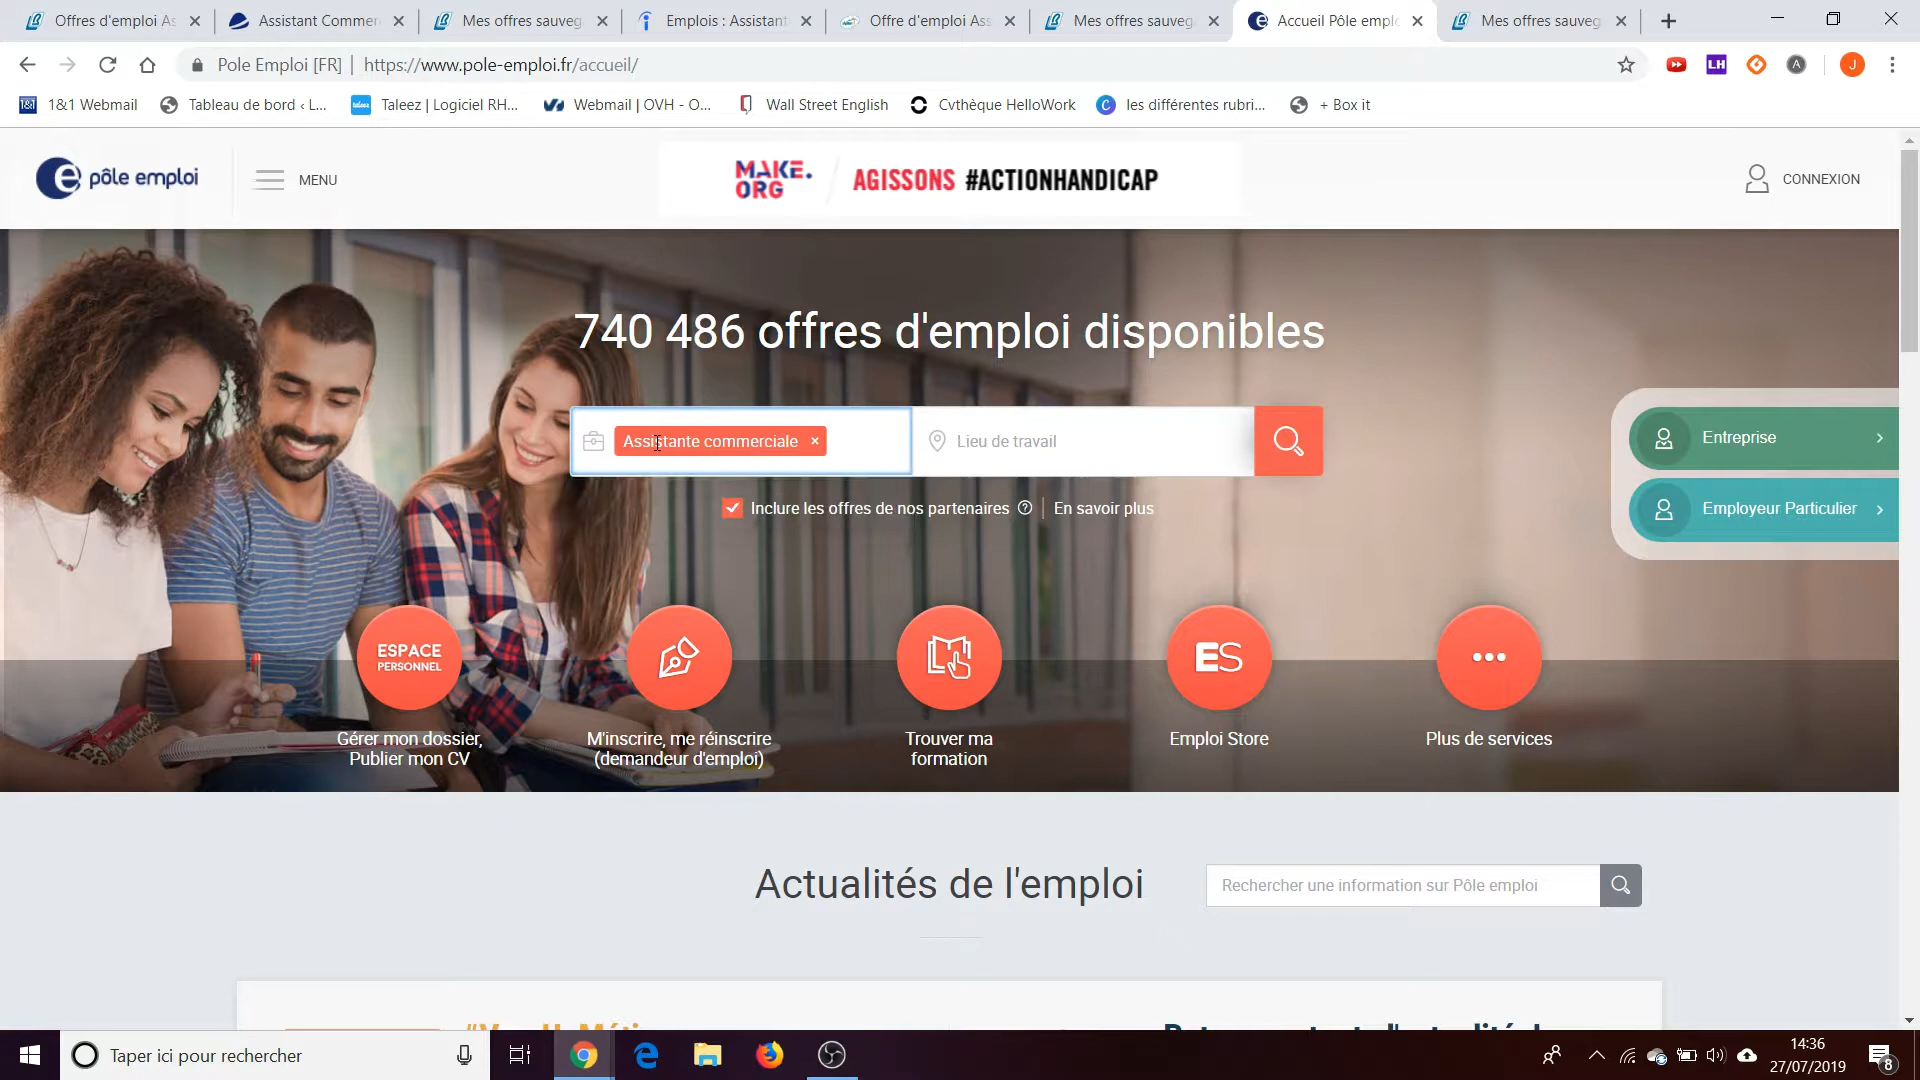 Offres d'emploi As
Assistant Commer
Mes offres sauveg
Emplois : Assistant
Offre d'emploi Ass
Mes offres sauveg
Accueil Pôle emplo
Mes offres sauveg
Pole Emploi [FR] | https://www.pole-emploi.fr/accueil/
LH
A
J
1&1 Webmail
Tableau de bord ‹ L...
Taleez | Logiciel RH...
Webmail | OVH - O...
Wall Street English
Cvthèque HelloWork
les différentes rubri...
+ Box it
pôle emploi
MENU
MAKE.
ORG
AGISSONS #ACTIONHANDICAP
CONNEXION
740 486 offres d'emploi disponibles
Assistante commerciale ×
Lieu de travail
Inclure les offres de nos partenaires ? | En savoir plus
Entreprise
Employeur Particulier
ESPACE
PERSONNEL
ES
Gérer mon dossier,
Publier mon CV
M'inscrire, me réinscrire
(demandeur d'emploi)
Trouver ma
formation
Emploi Store
Plus de services
Actualités de l'emploi
Rechercher une information sur Pôle emploi
Taper ici pour rechercher
14:36
27/07/2019
8